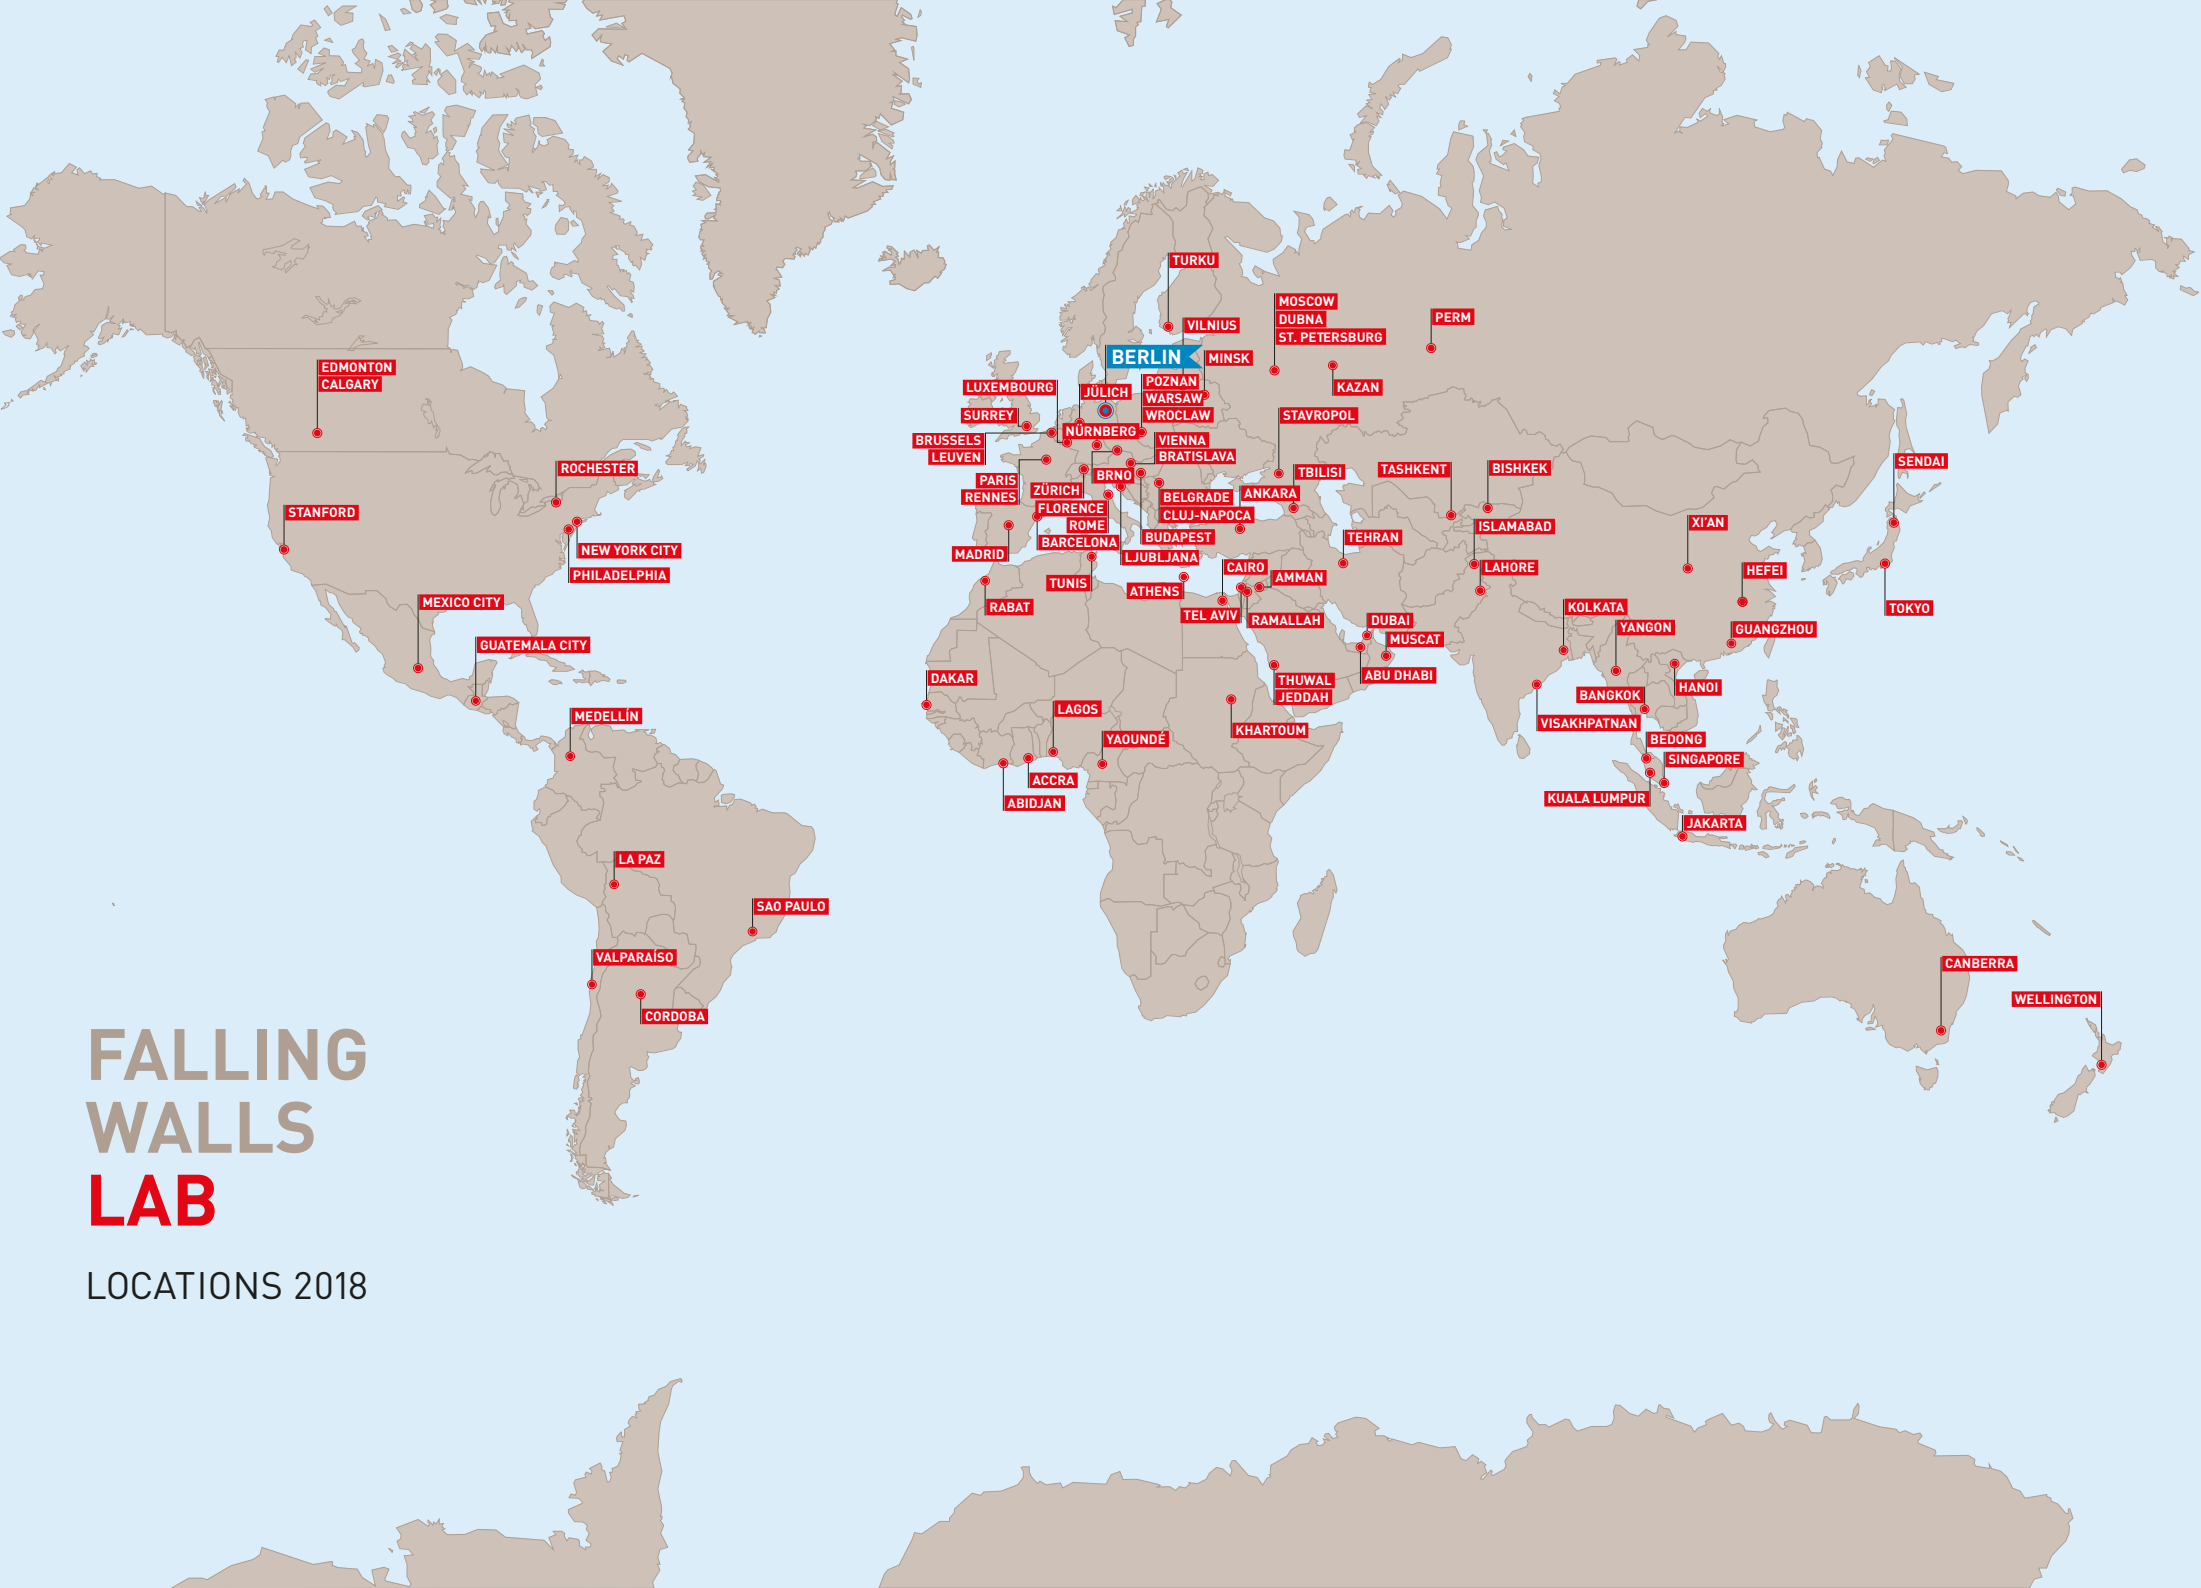 TURKU
MOSCOW
DUBNA
ST. PETERSBURG
PERM
VILNIUS
BERLIN
MINSK
KAZAN
EDMONTON
CALGARY
LUXEMBOURG
JÜLICH
POZNAN
WARSAW
WROCLAW
SURREY
STAVROPOL
NÜRNBERG
BRUSSELS
LEUVEN
VIENNA
BRATISLAVA
ROCHESTER
TBILISI
TASHKENT
BISHKEK
SENDAI
PARIS
RENNES
ZÜRICH
BRNO
BELGRADE
CLUJ-NAPOCA
ANKARA
STANFORD
FLORENCE
ROME
BARCELONA
BUDAPEST
LJUBLJANA
ISLAMABAD
XI'AN
TEHRAN
NEW YORK CITY
MADRID
PHILADELPHIA
TUNIS
CAIRO
AMMAN
LAHORE
HEFEI
ATHENS
MEXICO CITY
RABAT
TEL AVIV
RAMALLAH
KOLKATA
TOKYO
DUBAI
YANGON
GUANGZHOU
MUSCAT
GUATEMALA CITY
DAKAR
THUWAL
JEDDAH
ABU DHABI
BANGKOK
HANOI
MEDELLÍN
LAGOS
VISAKHPATNAN
KHARTOUM
YAOUNDÉ
BEDONG
SINGAPORE
ACCRA
ABIDJAN
KUALA LUMPUR
JAKARTA
LA PAZ
SAO PAULO
VALPARAÍSO
CANBERRA
WELLINGTON
CORDOBA
FALLING
WALLS
LAB
LOCATIONS 2018